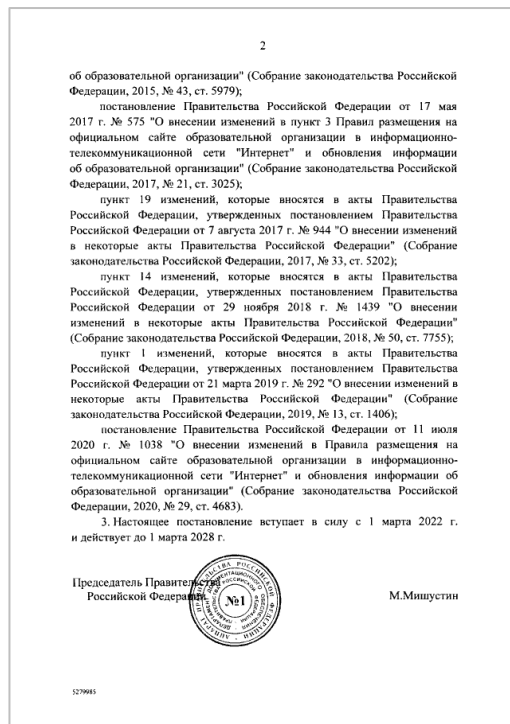 2
об образовательной организации" (Собрание законодательства Российской
Федерации, 2015, № 43, ст. 5979);
постановление Правительства Российской Федерации от 17 мая
2017 г. № 575 "О внесении изменений в пункт 3 Правил размещения на
официальном сайте образовательной организации в информационно-
телекоммуникационной сети "Интернет" и обновления информации
об образовательной организации" (Собрание законодательства Российской
Федерации, 2017, № 21, ст. 3025);
пункт 19 изменений, которые вносятся в акты Правительства
Российской Федерации, утвержденных постановлением Правительства
Российской Федерации от 7 августа 2017 г. № 944 "О внесении изменений
в некоторые акты Правительства Российской Федерации" (Собрание
законодательства Российской Федерации, 2017, № 33, ст. 5202);
пункт 14 изменений, которые вносятся в акты Правительства
Российской Федерации, утвержденных постановлением Правительства
Российской Федерации от 29 ноября 2018 г. № 1439 "О внесении
изменений в некоторые акты Правительства Российской Федерации"
(Собрание законодательства Российской Федерации, 2018, № 50, ст. 7755);
пункт 1 изменений, которые вносятся в акты Правительства
Российской Федерации, утвержденных постановлением Правительства
Российской Федерации от 21 марта 2019 г. № 292 "О внесении изменений в
некоторые акты Правительства Российской Федерации" (Собрание
законодательства Российской Федерации, 2019, № 13, ст. 1406);
постановление Правительства Российской Федерации от 11 июля
2020 г. № 1038 "О внесении изменений в Правила размещения на
официальном сайте образовательной организации в информационно-
телекоммуникационной сети "Интернет" и обновления информации об
образовательной организации" (Собрание законодательства Российской
Федерации, 2020, № 29, ст. 4683).
3. Настоящее постановление вступает в силу с 1 марта 2022 г.
и действует до 1 марта 2028 г.
Председатель Правительства
Российской Федерации
М.Мишустин
№1
5279985